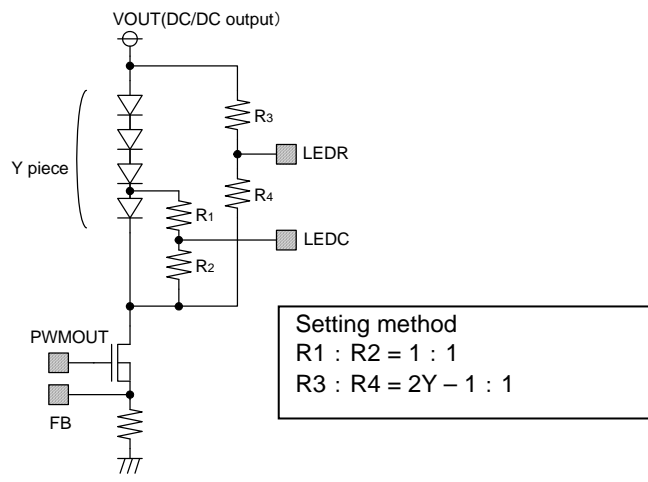 VOUT(DC/DC output）
R3
LEDR
Y piece
R4
R1
LEDC
R2
PWMOUT
FB
Setting method
R1：R2 = 1：1
R3：R4 = 2Y – 1：1